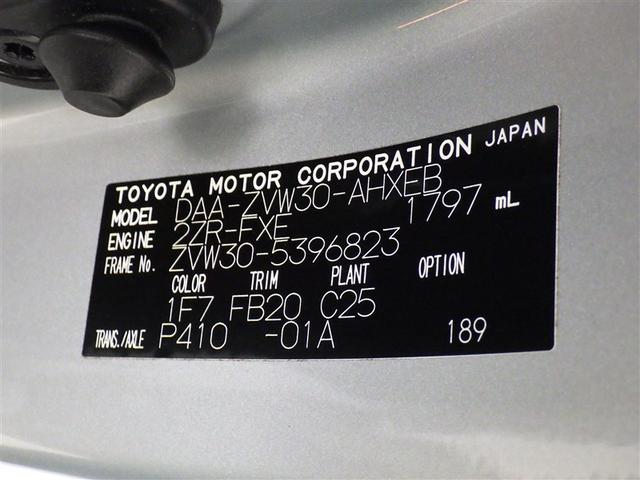 TOYOTA MOTOR CORPORATION JAPAN
MODEL DAA-ZVW30-AHXEB
ENGINE 2ZR-FXE 1797 mL
FRAME No. ZVW30-5396823
COLOR TRIM PLANT OPTION
1F7 FB20 C25
TRANS./AXLE P410 -01A 189